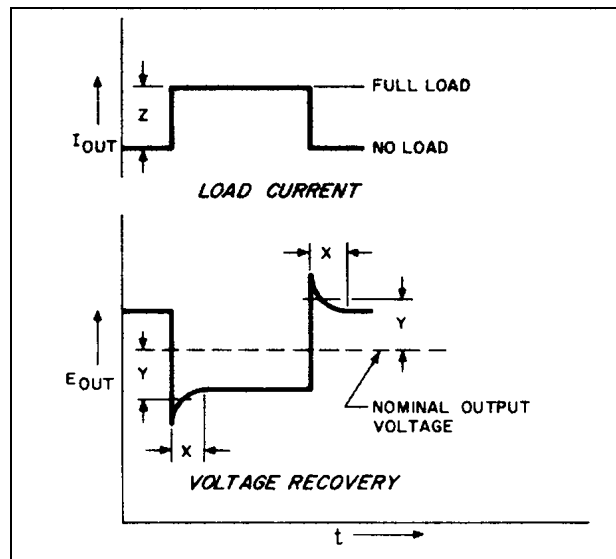 FULL LOAD
Z
I OUT
NO LOAD
LOAD CURRENT
X
Y
E OUT
Y
NOMINAL OUTPUT
VOLTAGE
X
VOLTAGE RECOVERY
t